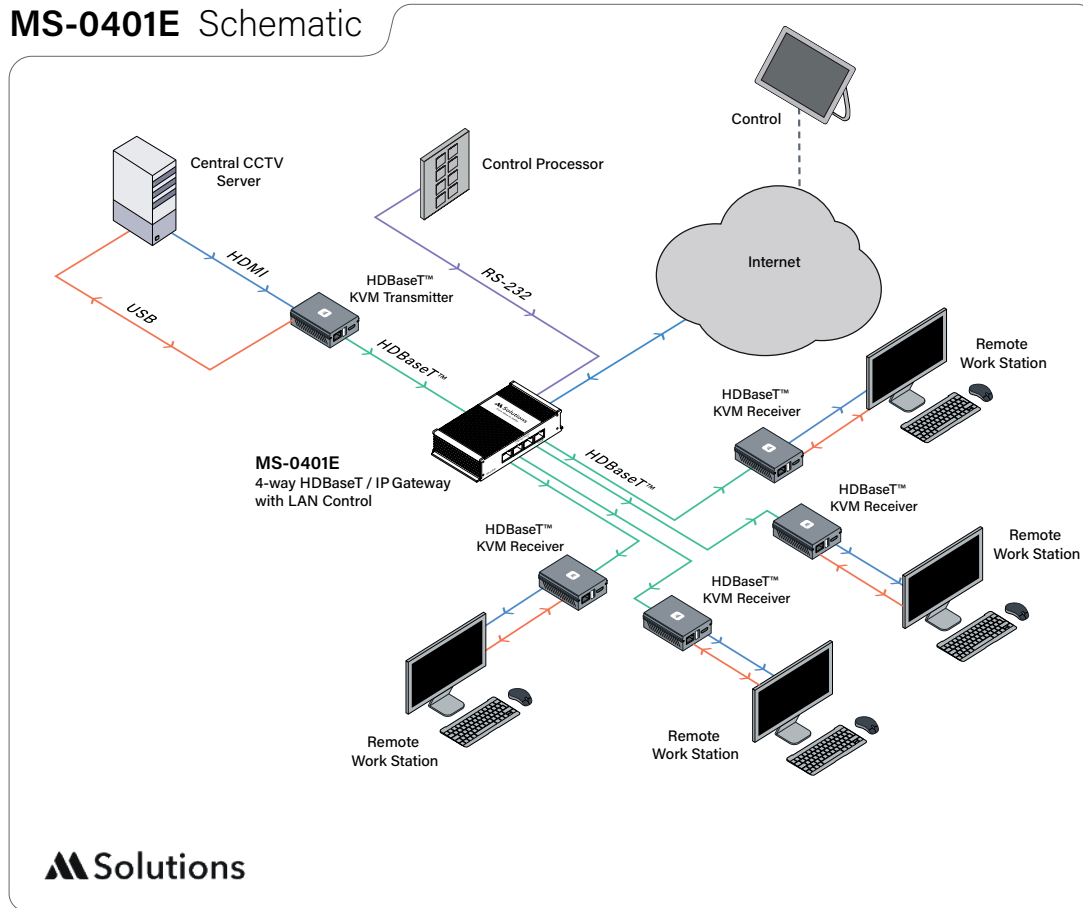 MS-0401E Schematic
Control
Central CCTV
Server
Control Processor
Internet
HDMI
RS-232
HDBaseT™
KVM Transmitter
USB
HDBaseT™
Remote
Work Station
HDBaseT™
KVM Receiver
Solutions
MS-0401E
4-way HDBaseT / IP Gateway
with LAN Control
HDBaseT™
HDBaseT™
KVM Receiver
HDBaseT™
KVM Receiver
Remote
Work Station
HDBaseT™
KVM Receiver
Remote
Work Station
Remote
Work Station
Solutions